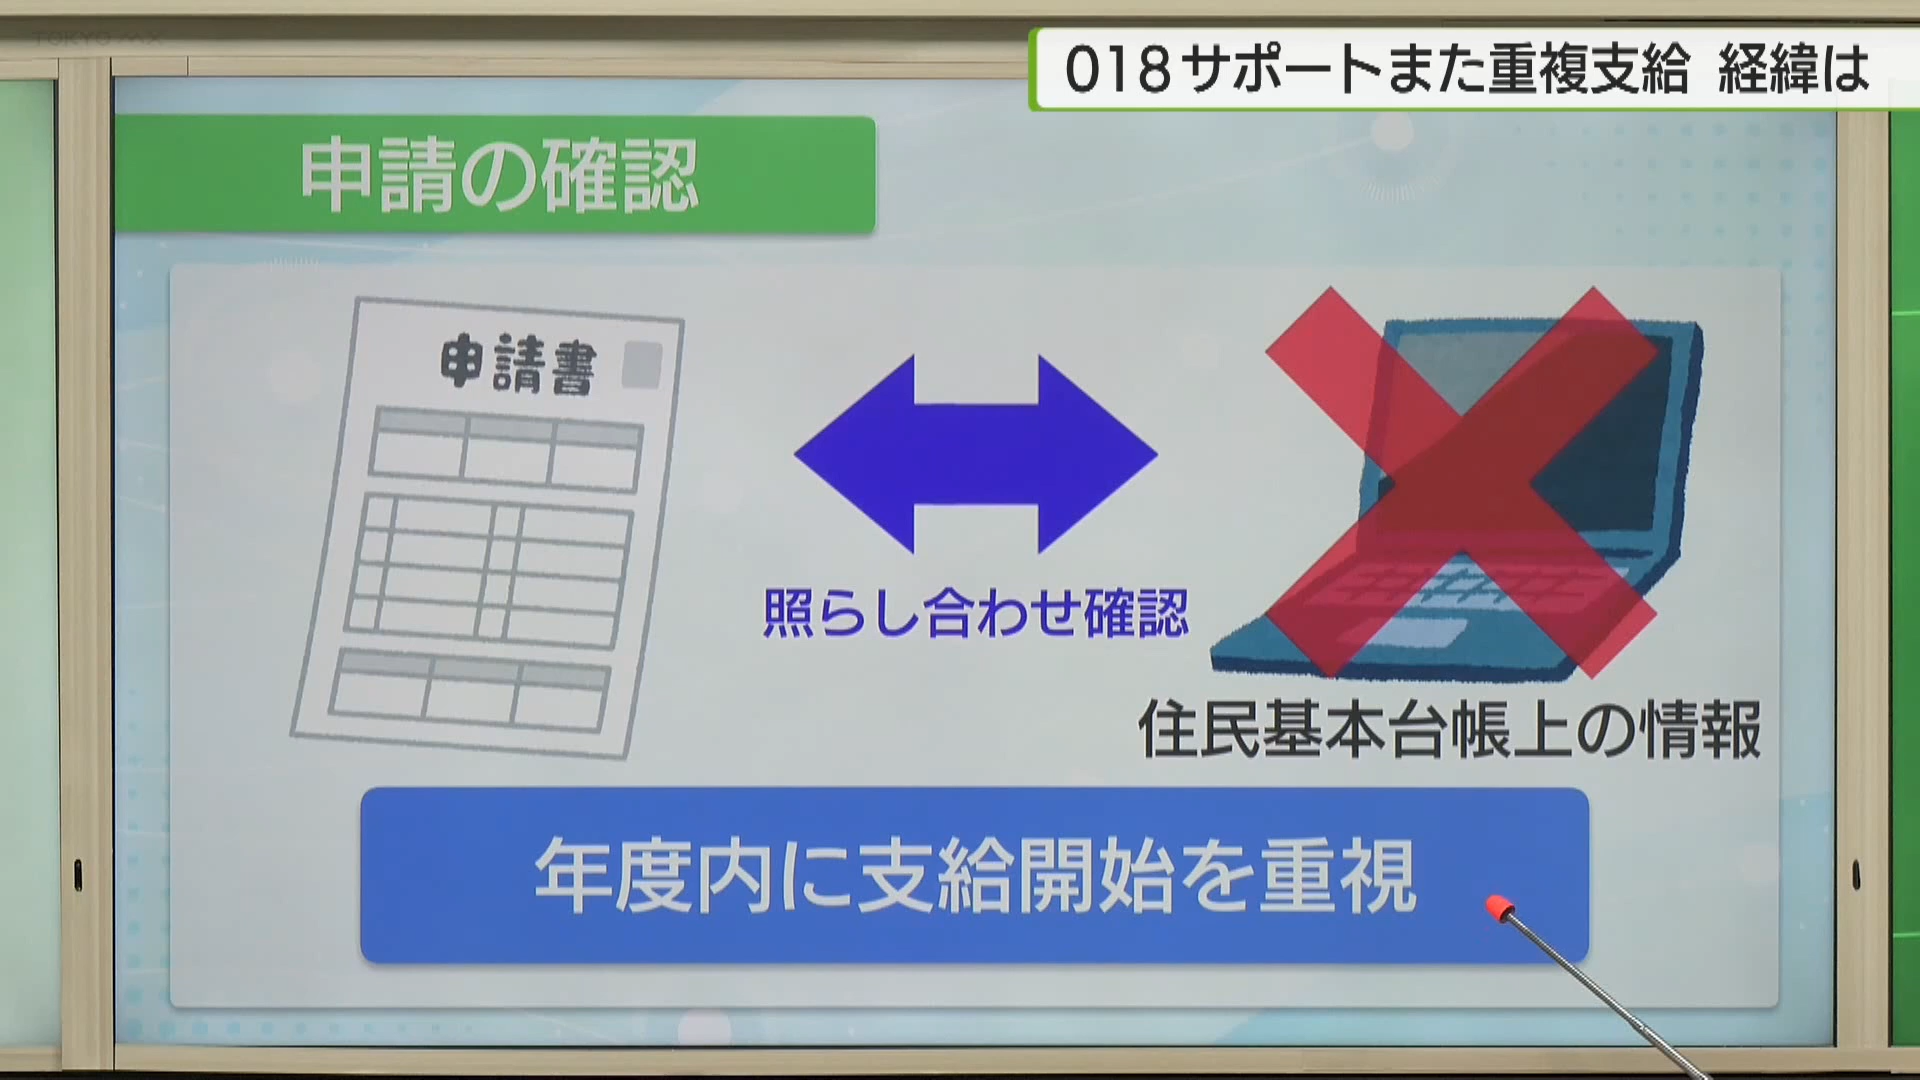 TOKYO MX
018サポートまた重複支給 経緯は
申請の確認
申請書
照らし合わせ確認
住民基本台帳上の情報
年度内に支給開始を重視